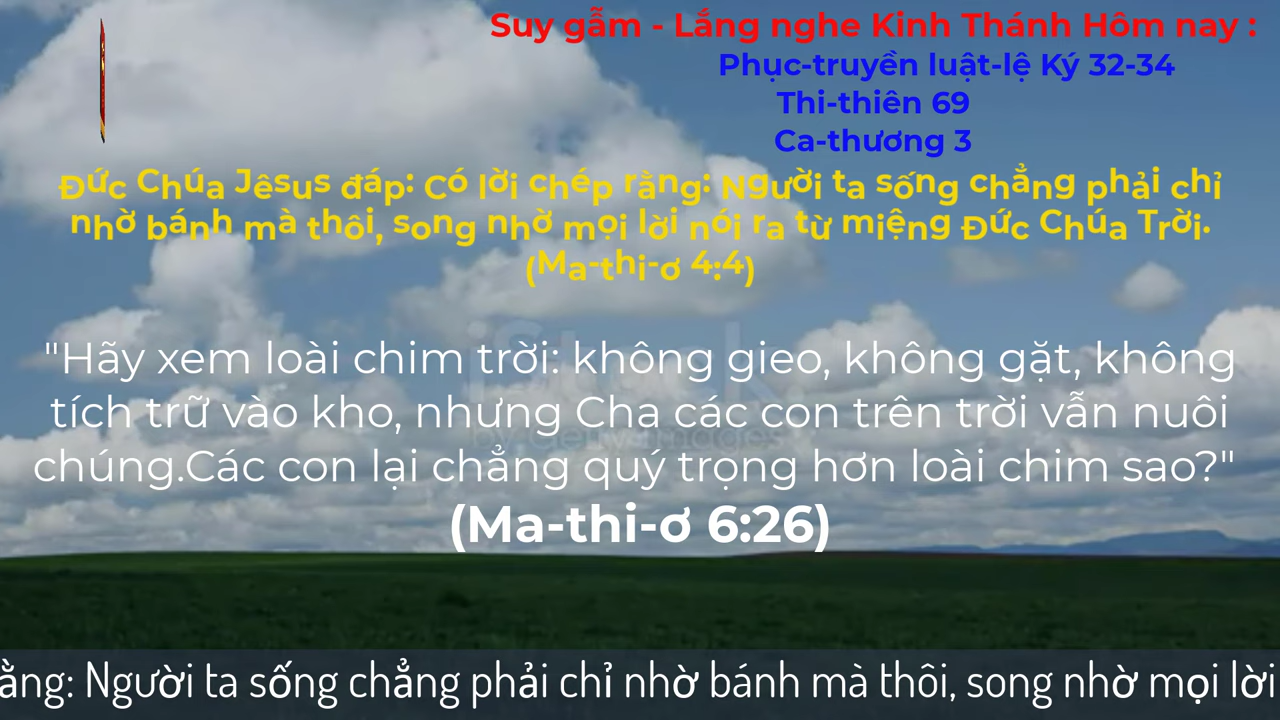 Suy gẫm - Lắng nghe Kinh Thánh Hôm nay :
Phục-truyền luật-lệ Ký 32-34
Thi-thiên 69
Ca-thương 3
Đức Chúa Jêsus đáp: Có lời chép rằng: Người ta sống chẳng phải chỉ
nhờ bánh mà thôi, song nhờ mọi lời nói ra từ miệng Đức Chúa Trời.
(Ma-thi-ơ 4:4)
"Hãy xem loài chim trời: không gieo, không gặt, không
tích trữ vào kho, nhưng Cha các con trên trời vẫn nuôi
chúng.Các con lại chẳng quý trọng hơn loài chim sao?"
(Ma-thi-ơ 6:26)
iStock
by Getty Images
ằng: Người ta sống chẳng phải chỉ nhờ bánh mà thôi, song nhờ mọi lời